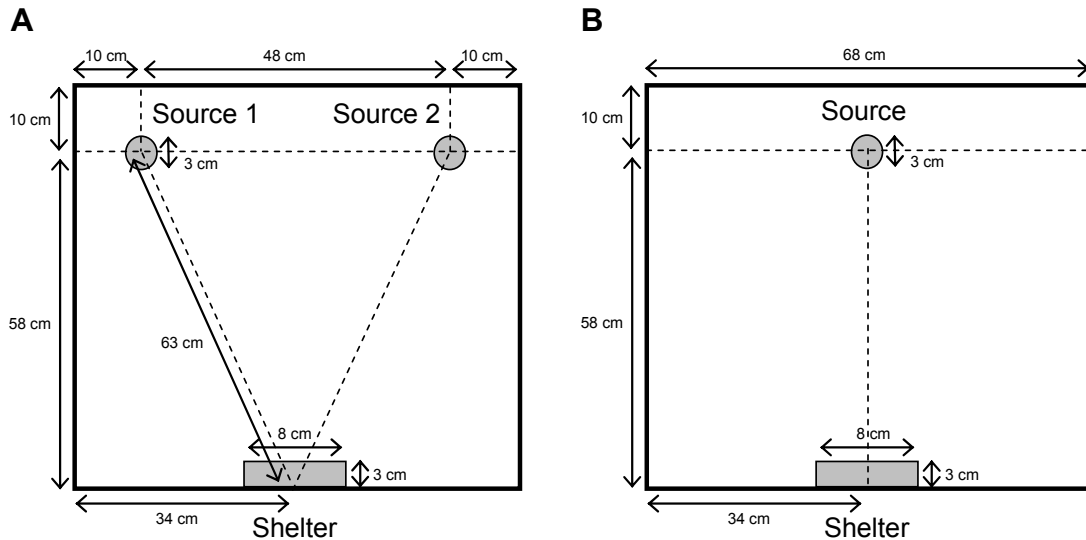 A
10 cm
48 cm
10 cm
10 cm
Source 1
Source 2
3 cm
58 cm
63 cm
8 cm
3 cm
34 cm
Shelter
B
68 cm
10 cm
Source
3 cm
58 cm
8 cm
3 cm
34 cm
Shelter